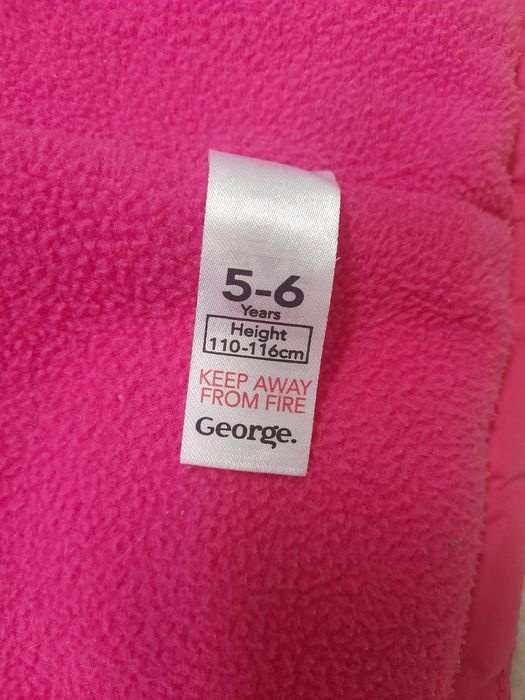 5-6
Years
Height
110-116cm
KEEP AWAY
FROM FIRE
George.